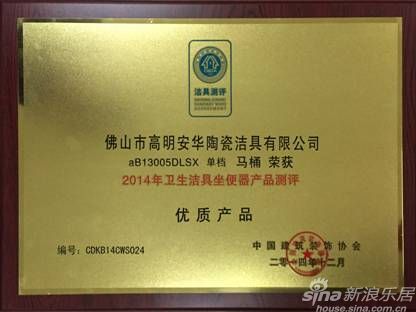 洁具测评
佛山市高明安华陶瓷洁具有限公司
aB13005DLSX 单档 马桶 荣获
2014年卫生洁具坐便器产品测评
优质产品
编号：CDKB14CWS024
中国建筑装饰协会
二〇一四年十二月
sina新浪乐居
house.sina.com.cn